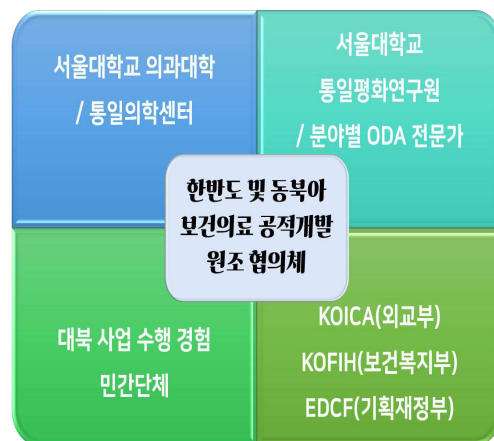 서울대학교 의과대학
/ 통일의학센터
서울대학교
통일평화연구원
/ 분야별 ODA 전문가
한반도 및 동북아
보건의료 공적개발
원조 협의체
대북 사업 수행 경험
민간단체
KOICA(외교부)
KOFIH(보건복지부)
EDCF(기획재정부)